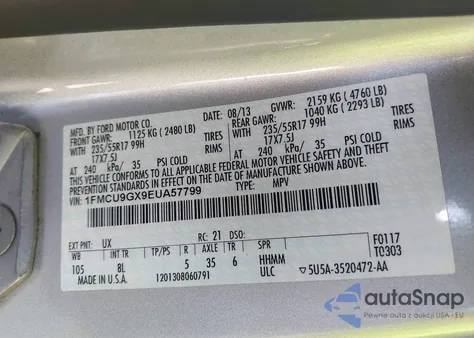 MFD. BY FORD MOTOR CO.
08/13 GVWR: 2159 KG ( 4760 LB)
FRONT GAWR: 1125 KG ( 2480 LB) REAR GAWR: 1040 KG ( 2293 LB)
WITH 235/55R17 99H TIRES WITH 235/55R17 99H TIRES
17X7.5J RIMS 17X7.5J RIMS
AT 240 kPa/ 35 PSI COLD AT 240 kPa/ 35 PSI COLD
THIS VEHICLE CONFORMS TO ALL APPLICABLE FEDERAL MOTOR VEHICLE SAFETY
AND THEFT PREVENTION STANDARDS IN EFFECT ON THE DATE OF MANUFACTURE SHOWN ABOVE.
VIN: 1FMCU9GX9EUA57799
TYPE: MPV
F0117
T0303
EXT PNT: UX RC: 21 DSO:
WB INT TR TP/PS R AXLE TR SPR
105 8L 5 35 6 HHMM
MADE IN U.S.A. 1201308060791 ULC ▽5U5A-3520472-AA
autoSnap
DATABASE USA - EU